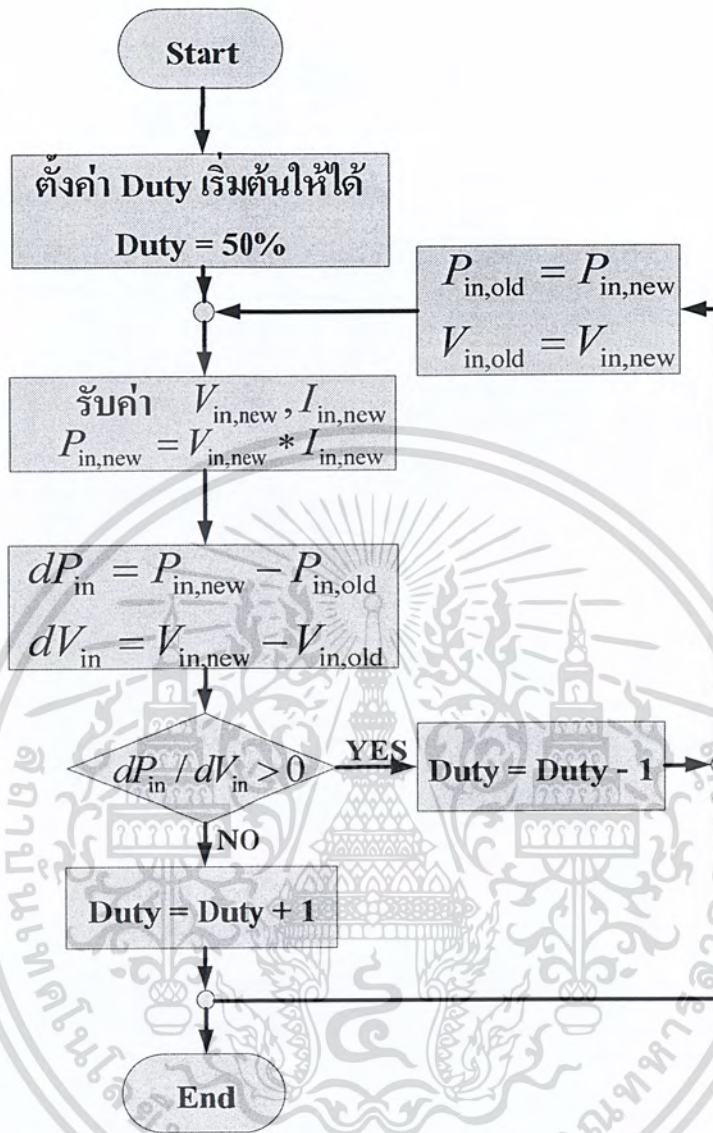 Start
ตั้งค่า Duty เริ่มต้นให้ได้
Duty = 50%
P_in,old = P_in,new
V_in,old = V_in,new
รับค่า V_in,new , I_in,new
P_in,new = V_in,new * I_in,new
dP_in = P_in,new − P_in,old
dV_in = V_in,new − V_in,old
dP_in / dV_in > 0
YES
Duty = Duty - 1
NO
Duty = Duty + 1
End